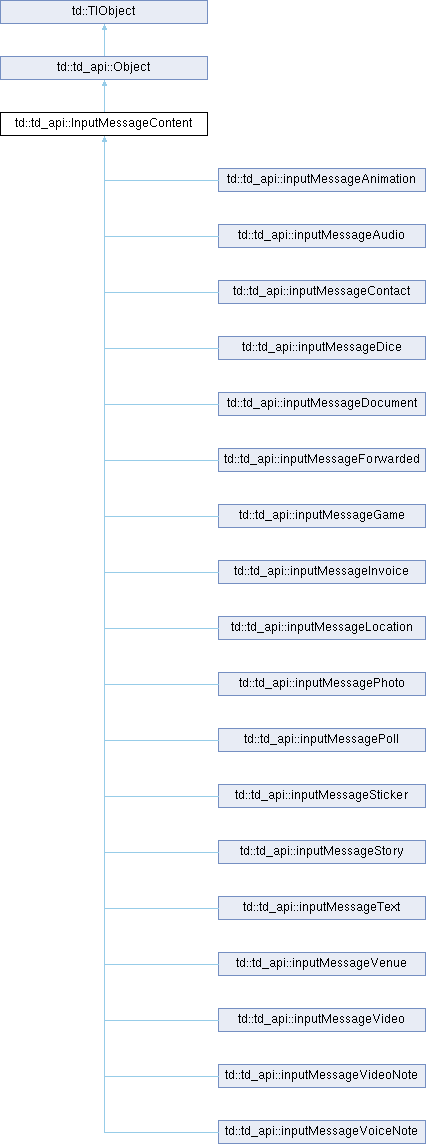 td::TlObject
td::td_api::Object
td::td_api::InputMessageContent
td::td_api::inputMessageAnimation
td::td_api::inputMessageAudio
td::td_api::inputMessageContact
td::td_api::inputMessageDice
td::td_api::inputMessageDocument
td::td_api::inputMessageForwarded
td::td_api::inputMessageGame
td::td_api::inputMessageInvoice
td::td_api::inputMessageLocation
td::td_api::inputMessagePhoto
td::td_api::inputMessagePoll
td::td_api::inputMessageSticker
td::td_api::inputMessageStory
td::td_api::inputMessageText
td::td_api::inputMessageVenue
td::td_api::inputMessageVideo
td::td_api::inputMessageVideoNote
td::td_api::inputMessageVoiceNote